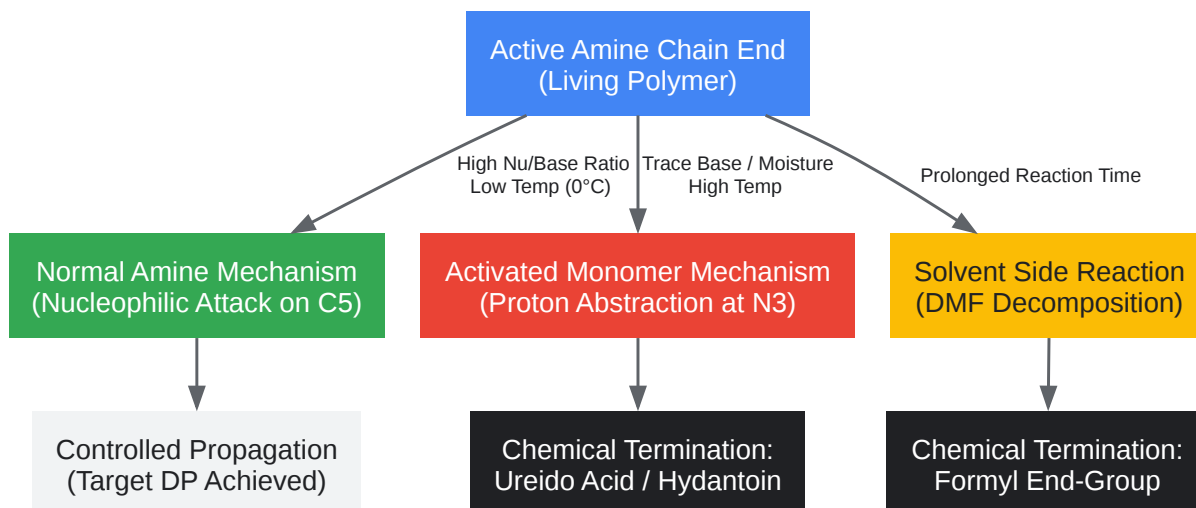 Active Amine Chain End
(Living Polymer)
High Nu/Base Ratio
Low Temp (0°C)
Trace Base / Moisture
High Temp
Prolonged Reaction Time
Normal Amine Mechanism
(Nucleophilic Attack on C5)
Activated Monomer Mechanism
(Proton Abstraction at N3)
Solvent Side Reaction
(DMF Decomposition)
Controlled Propagation
(Target DP Achieved)
Chemical Termination:
Ureido Acid / Hydantoin
Chemical Termination:
Formyl End-Group